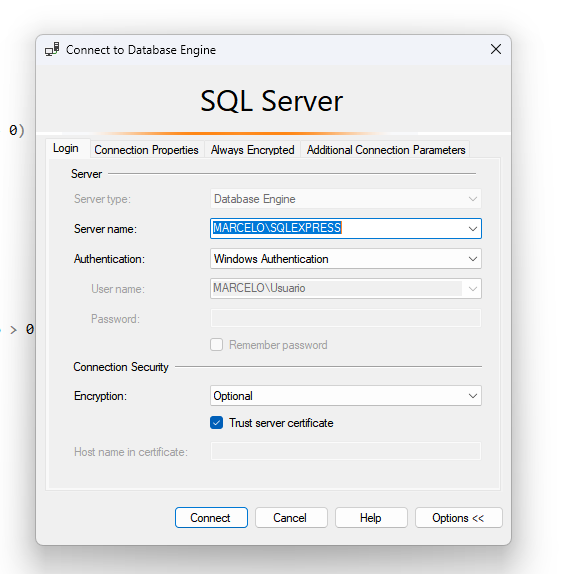 Connect to Database Engine
SQL Server
0)
Login Connection Properties Always Encrypted Additional Connection Parameters
Server
Server type: Database Engine
Server name: MARCELO\SQLEXPRESS
Authentication: Windows Authentication
User name: MARCELO\Usuario
> 0
Password:
Remember password
Connection Security
Encryption: Optional
Trust server certificate
Host name in certificate:
Connect Cancel Help Options <<